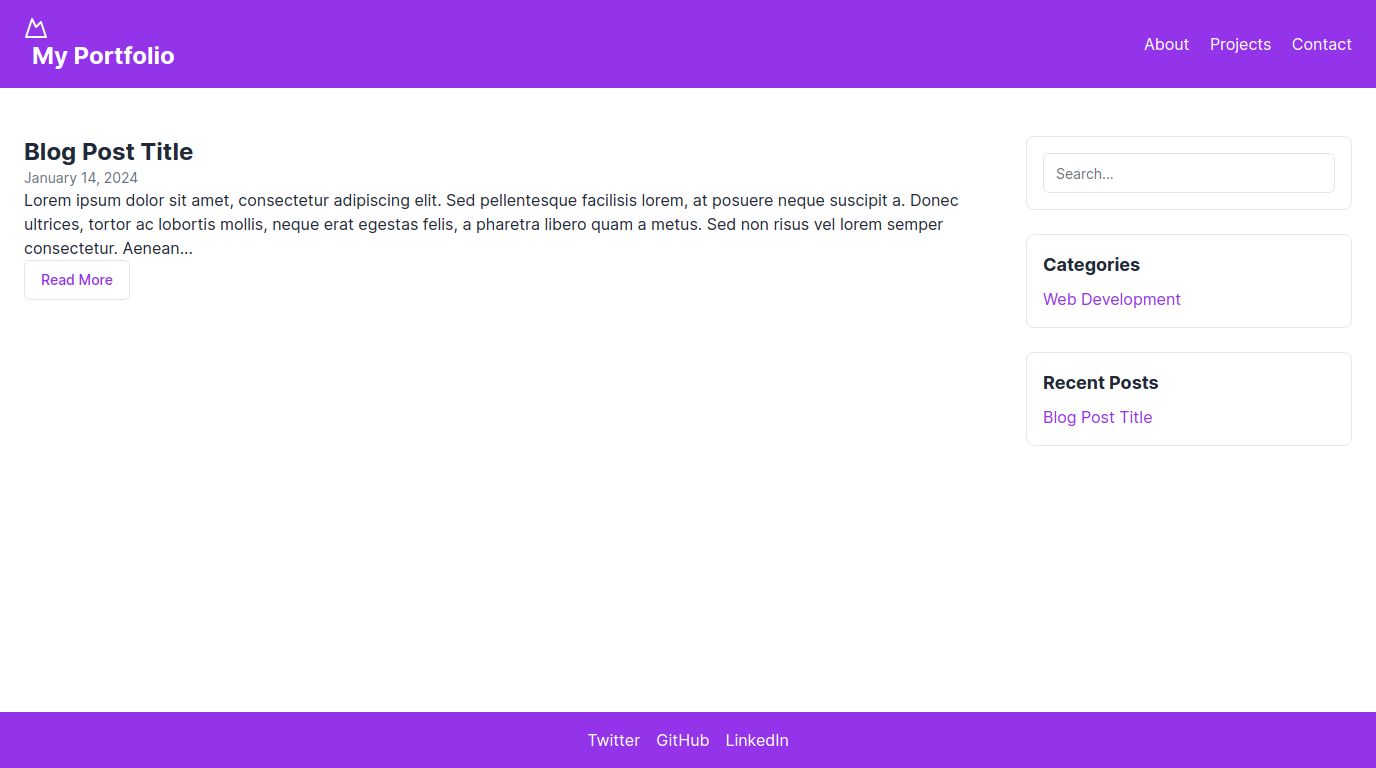 My Portfolio
About Projects Contact
Blog Post Title
January 14, 2024
Lorem ipsum dolor sit amet, consectetur adipiscing elit. Sed pellentesque facilisis lorem, at posuere neque suscipit a. Donec
ultrices, tortor ac lobortis mollis, neque erat egestas felis, a pharetra libero quam a metus. Sed non risus vel lorem semper
consectetur. Aenean...
Read More
Search...
Categories
Web Development
Recent Posts
Blog Post Title
Twitter GitHub LinkedIn